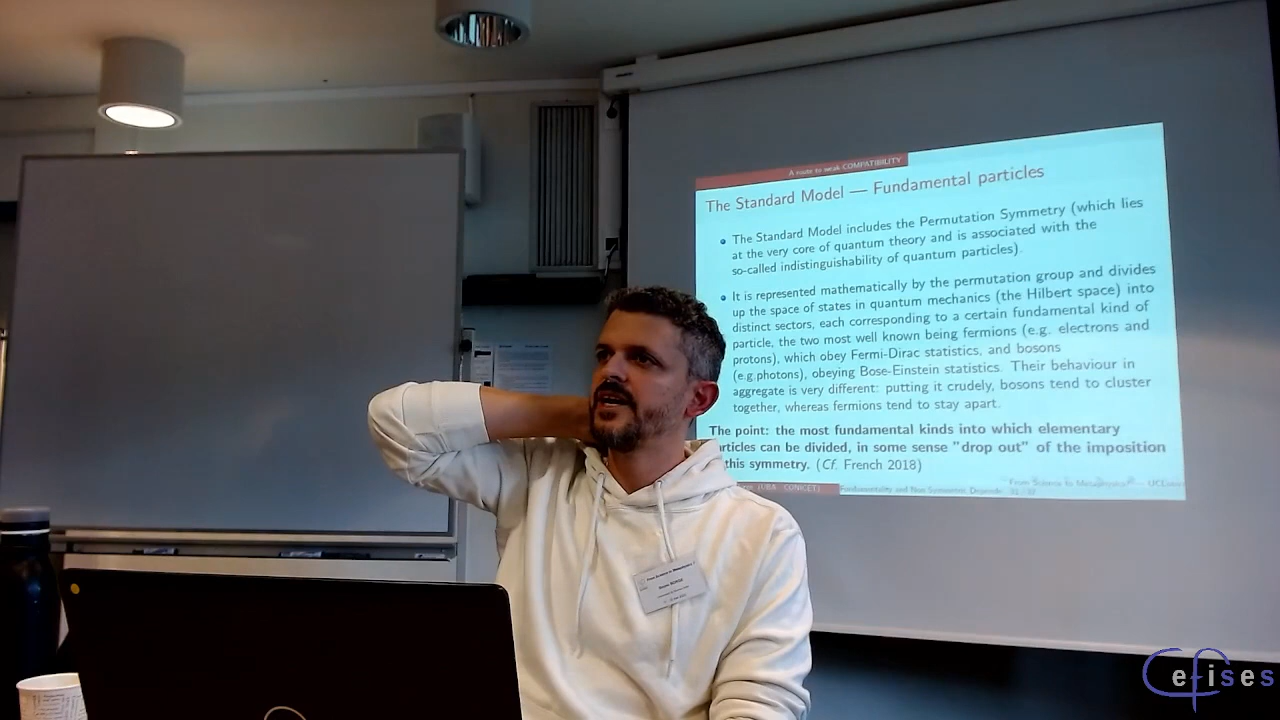 A route to weak COMPATIBILITY
The Standard Model — Fundamental particles
The Standard Model includes the Permutation Symmetry (which lies
at the very core of quantum theory and is associated with the
so-called indistinguishability of quantum particles).
It is represented mathematically by the permutation group and divides
up the space of states in quantum mechanics (the Hilbert space) into
distinct sectors, each corresponding to a certain fundamental kind of
particle, the two most well known being fermions (e.g. electrons and
protons), which obey Fermi-Dirac statistics, and bosons
(e.g.photons), obeying Bose-Einstein statistics. Their behaviour in
aggregate is very different: putting it crudely, bosons tend to cluster
together, whereas fermions tend to stay apart.
The point: the most fundamental kinds into which elementary
rticles can be divided, in some sense "drop out" of the imposition
this symmetry. (Cf. French 2018)
(UBA CONICET)
Fundamentality and Non Symmetric Depende
From Science to Metaphysics
efises